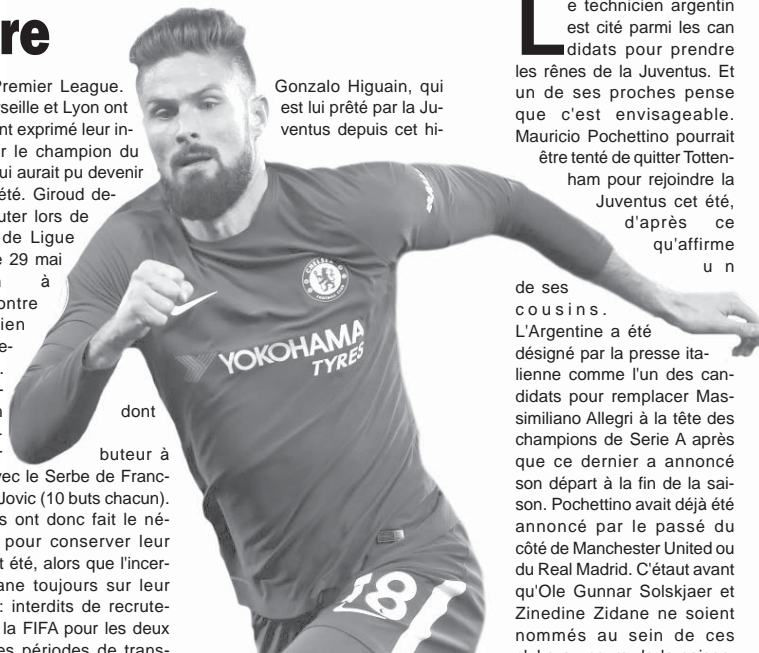 re
Premier League.
rseille et Lyon ont
nt exprimé leur in-
r le champion du
ui aurait pu devenir
été. Giroud de-
uter lors de
de Ligue
e 29 mai
à
ontre
ien
e-
dont
buteur à
vec le Serbe de Franc-
Jovic (10 buts chacun).
s ont donc fait le né-
pour conserver leur
t été, alors que l'incer-
ane toujours sur leur
: interdits de recrute-
la FIFA pour les deux
es périodes de trans-
Gonzalo Higuain, qui
est lui prêté par la Ju-
ventus depuis cet hi-
CHELSEA
FOOTBALL CLUB
YOKOHAMA
TYRES
18
Le technicien argentin
est cité parmi les can
didats pour prendre
les rênes de la Juventus. Et
un de ses proches pense
que c'est envisageable.
Mauricio Pochettino pourrait
être tenté de quitter Totten-
ham pour rejoindre la
Juventus cet été,
d'après ce
qu'affirme
un
de ses
cousins.
L'Argentine a été
désigné par la presse ita-
lienne comme l'un des can-
didats pour remplacer Mas-
similiano Allegri à la tête des
champions de Serie A après
que ce dernier a annoncé
son départ à la fin de la sai-
son. Pochettino avait déjà été
annoncé par le passé du
côté de Manchester United ou
du Real Madrid. C'étaut avant
qu'Ole Gunnar Solskjaer et
Zinedine Zidane ne soient
nommés au sein de ces